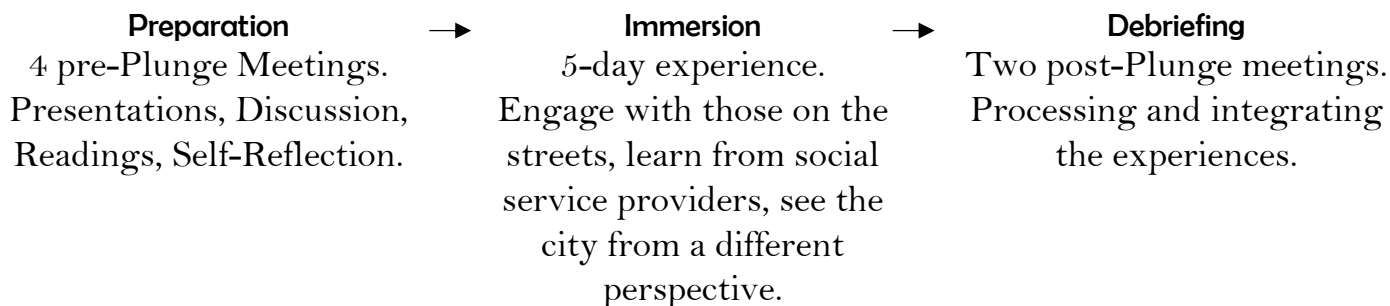 Preparation → Immersion → Debriefing
4 pre-Plunge Meetings.
Presentations, Discussion,
Readings, Self-Reflection.
5-day experience.
Engage with those on the
streets, learn from social
service providers, see the
city from a different
perspective.
Two post-Plunge meetings.
Processing and integrating
the experiences.